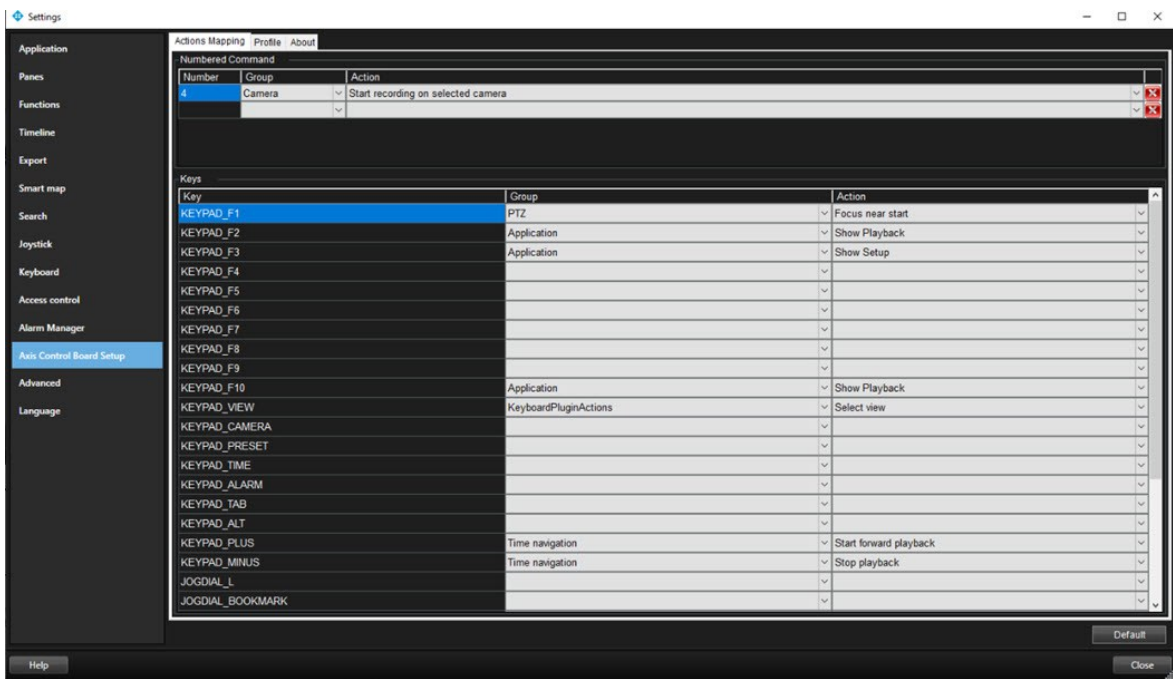 Settings
Application
Panes
Functions
Timeline
Export
Smart map
Search
Joystick
Keyboard
Access control
Alarm Manager
Axis Control Board Setup
Advanced
Language
Actions Mapping Profile About
Numbered Command
Number Group Action
4 Camera Start recording on selected camera
Keys
Key Group Action
KEYPAD_F1 PTZ Focus near start
KEYPAD_F2 Application Show Playback
KEYPAD_F3 Application Show Setup
KEYPAD_F4
KEYPAD_F5
KEYPAD_F6
KEYPAD_F7
KEYPAD_F8
KEYPAD_F9
KEYPAD_F10 Application Show Playback
KEYPAD_VIEW KeyboardPluginActions Select view
KEYPAD_CAMERA
KEYPAD_PRESET
KEYPAD_TIME
KEYPAD_ALARM
KEYPAD_TAB
KEYPAD_ALT
KEYPAD_PLUS Time navigation Start forward playback
KEYPAD_MINUS Time navigation Stop playback
JOGDIAL_L
JOGDIAL_BOOKMARK
Default
Help Close